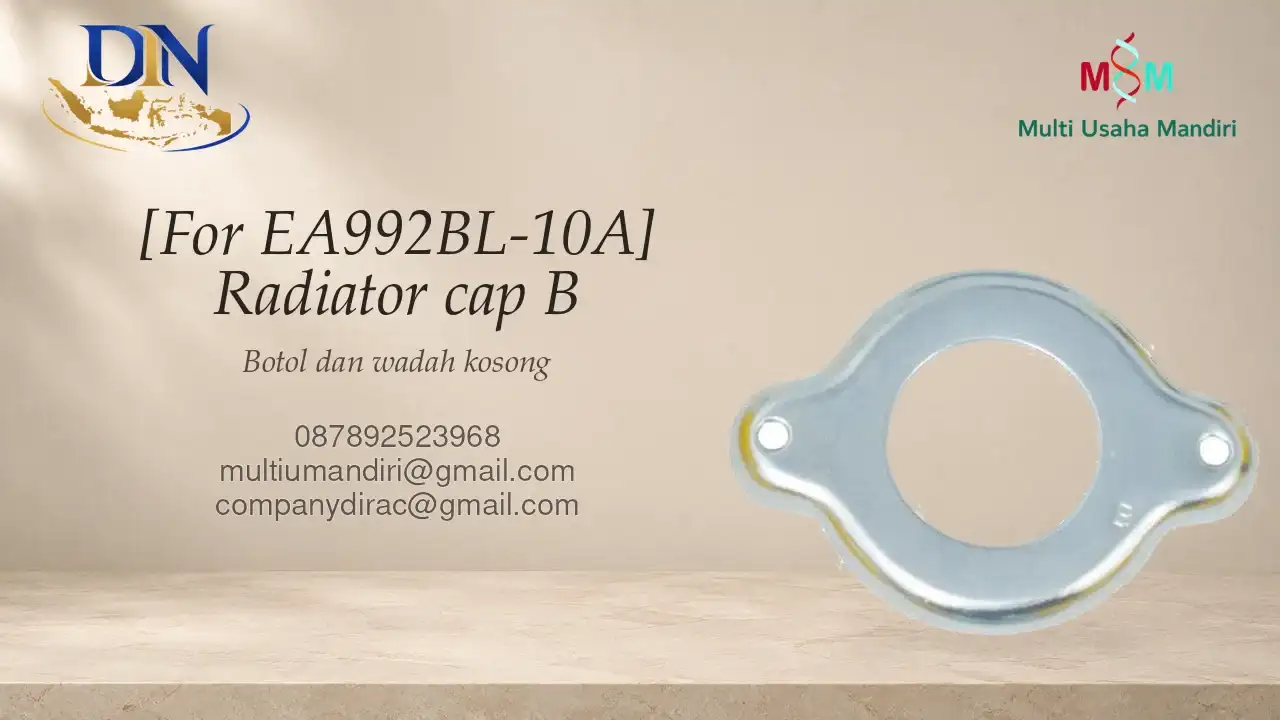 DN
M M
Multi Usaha Mandiri
[For EA992BL-10A]
Radiator cap B
Botol dan wadah kosong
087892523968
multiumandiri@gmail.com
companydirac@gmail.com